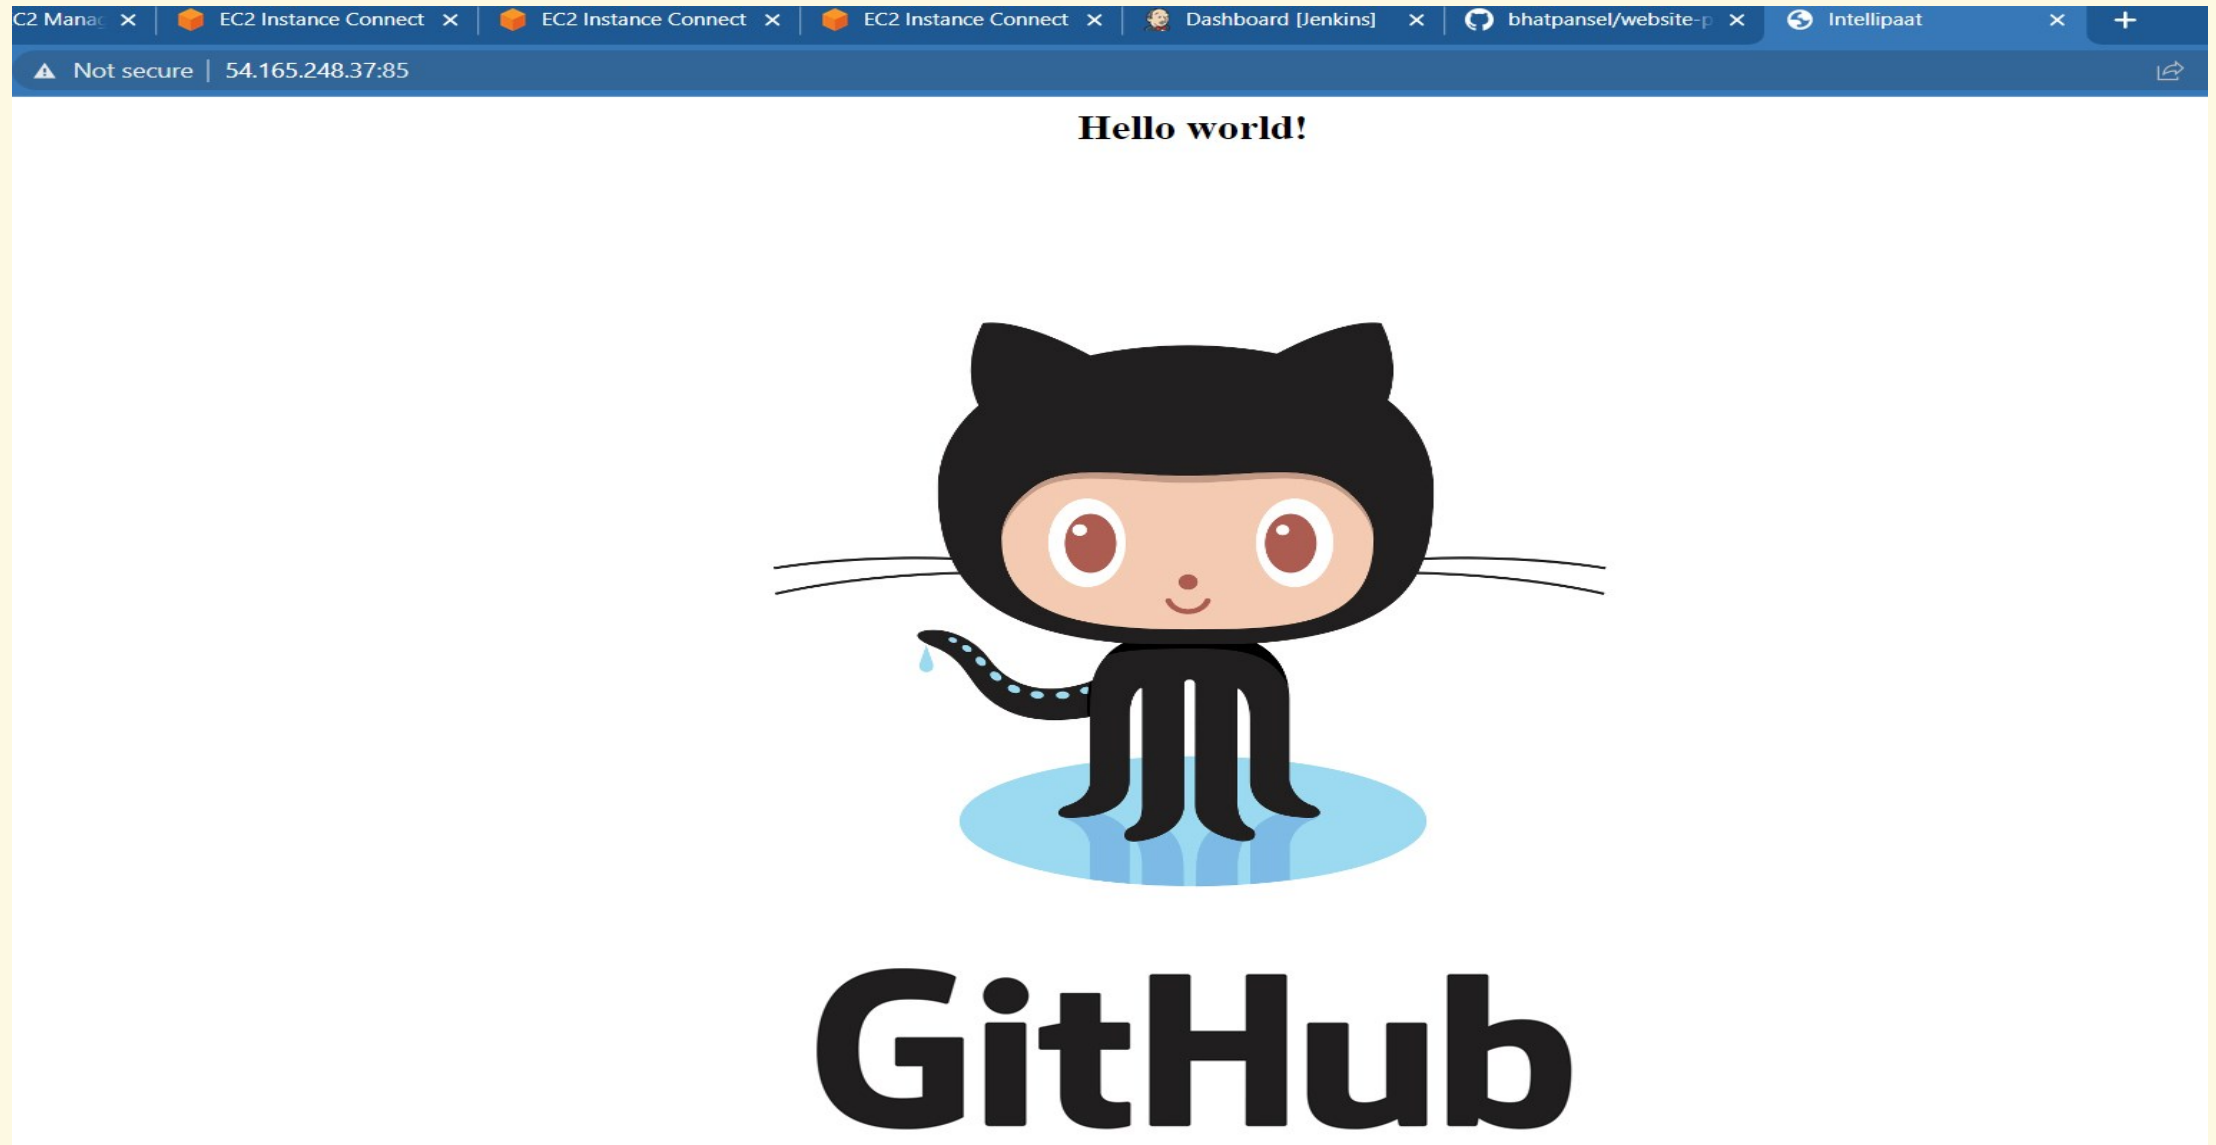 C2 Mana EC2 Instance Connect EC2 Instance Connect EC2 Instance Connect Dashboard [Jenkins] bhatpansel/website-p Intellipaat
Not secure 54.165.248.37:85
Hello world!
GitHub